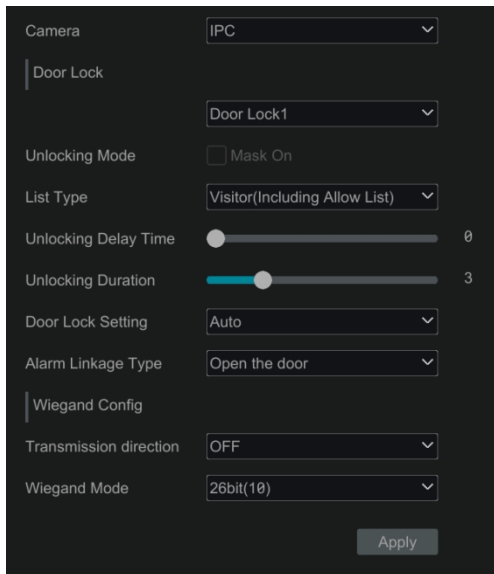 Camera IPC
Door Lock
Door Lock1
Unlocking Mode Mask On
List Type Visitor(Including Allow List)
Unlocking Delay Time 0
Unlocking Duration 3
Door Lock Setting Auto
Alarm Linkage Type Open the door
Wiegand Config
Transmission direction OFF
Wiegand Mode 26bit(10)
Apply